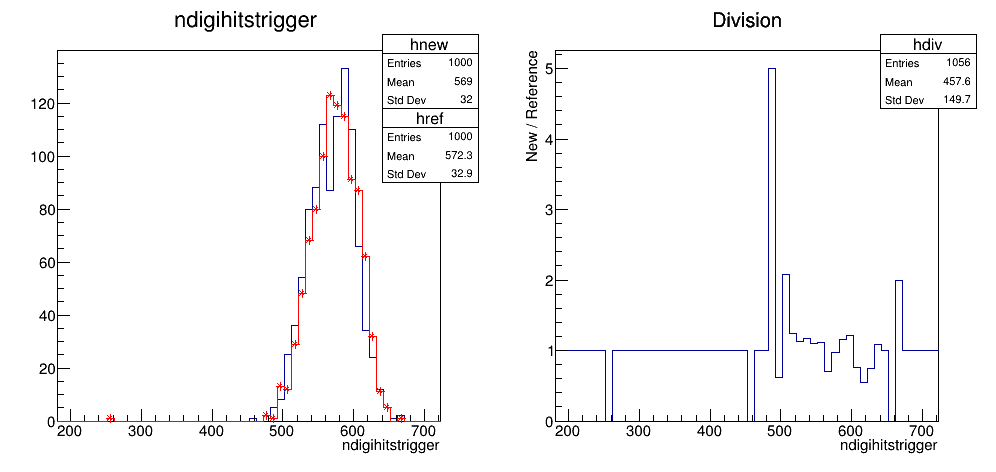 ndigihitstrigger
hnew
Entries 1000
Mean 569
Std Dev 32
href
Entries 1000
Mean 572.3
Std Dev 32.9
120
100
80
60
40
20
0
200 300 400 500 600 700
ndigihitstrigger
Division
hdiv
Entries 1056
Mean 457.6
Std Dev 149.7
New / Reference
5
4
3
2
1
0
200 300 400 500 600 700
ndigihitstrigger